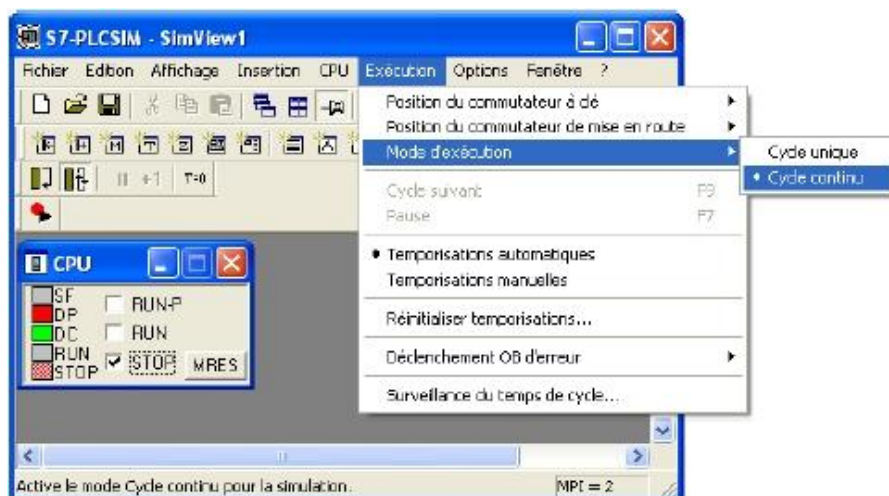 S7-PLCSIM - SimView1
Fichier Edition Affichage Insertion CPU Exécution Options Fenêtre ?
Position du commutateur à clé
Position du commutateur de mise en route
Mode d'exécution
Cycle unique
Cycle continu
Cycle suivant F9
Pause F7
Temporisations automatiques
Temporisations manuelles
Réinitialiser temporisations...
Déclenchement OB d'erreur
Surveillance du temps de cycle...
+1 T=0
CPU
SF
DP
DC
RUN
STOP
RUN-P
RUN
STOP
MRES
Active le mode Cycle continu pour la simulation. MPI = 2